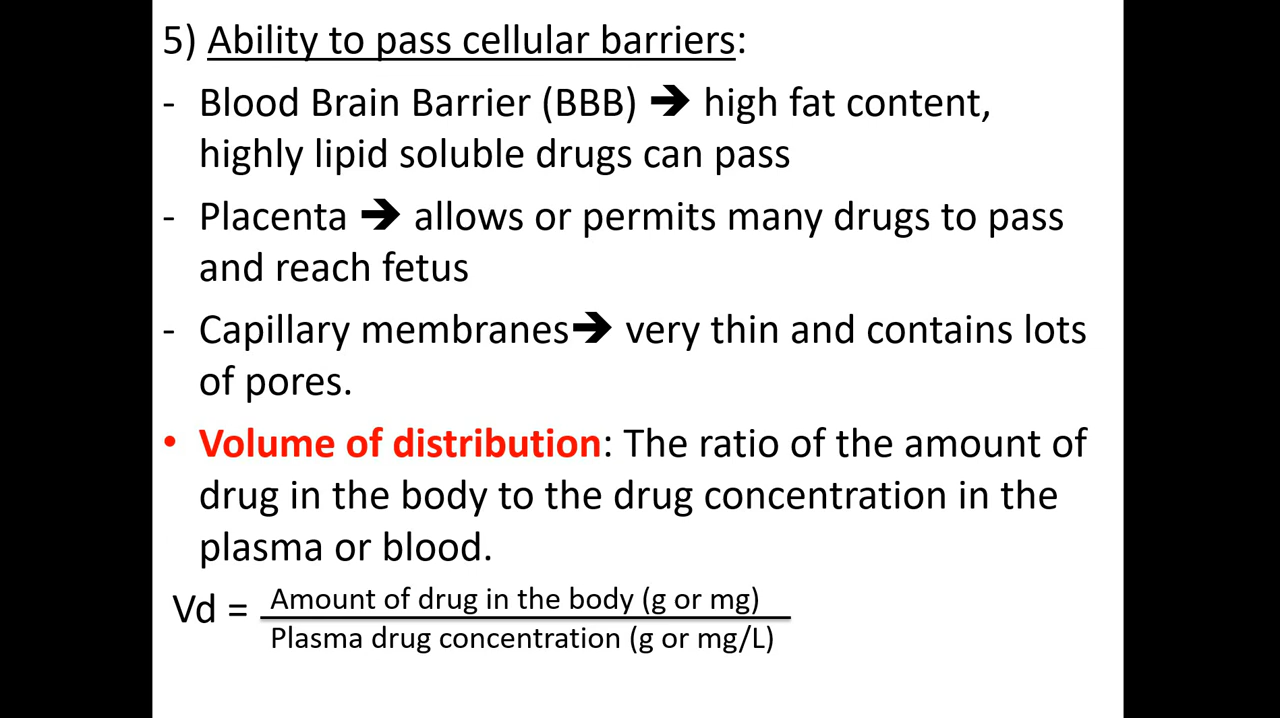 5) Ability to pass cellular barriers:
- Blood Brain Barrier (BBB) ➔ high fat content,
highly lipid soluble drugs can pass
- Placenta ➔ allows or permits many drugs to pass
and reach fetus
- Capillary membranes➔ very thin and contains lots
of pores.
• Volume of distribution: The ratio of the amount of
drug in the body to the drug concentration in the
plasma or blood.
Vd =
Amount of drug in the body (g or mg)
Plasma drug concentration (g or mg/L)